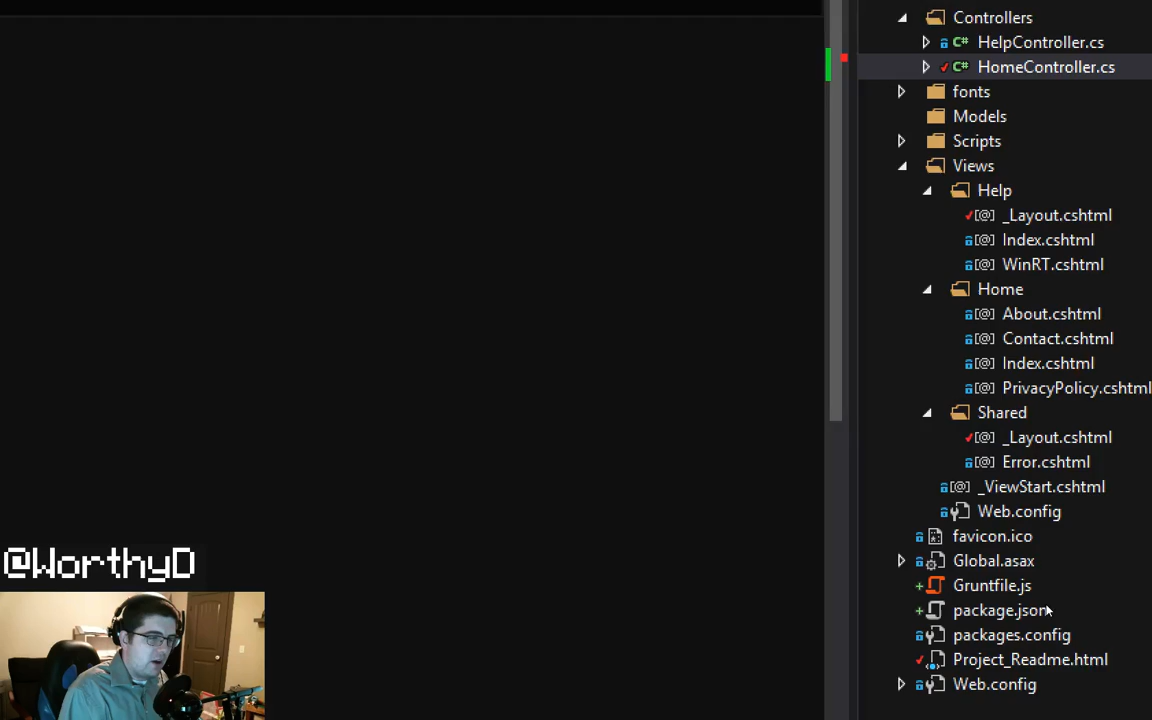 Controllers
C# HelpController.cs
C# HomeController.cs
fonts
Models
Scripts
Views
Help
[@] _Layout.cshtml
[@] Index.cshtml
[@] WinRT.cshtml
Home
[@] About.cshtml
[@] Contact.cshtml
[@] Index.cshtml
[@] PrivacyPolicy.cshtml
Shared
[@] _Layout.cshtml
[@] Error.cshtml
[@] _ViewStart.cshtml
Web.config
favicon.ico
Global.asax
Gruntfile.js
package.json
packages.config
Project_Readme.html
Web.config
@WorthyD